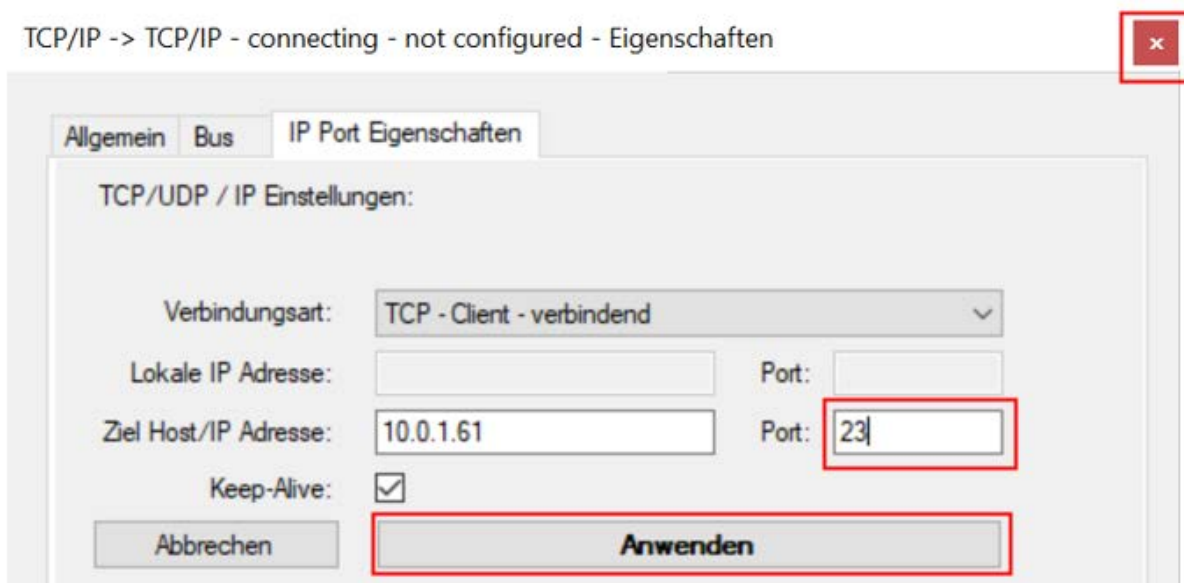 TCP/IP -> TCP/IP - connecting - not configured - Eigenschaften
x
Allgemein Bus IP Port Eigenschaften
TCP/UDP / IP Einstellungen:
Verbindungsart: TCP - Client - verbindend
Lokale IP Adresse: Port:
Ziel Host/IP Adresse: 10.0.1.61 Port: 23
Keep-Alive:
Abbrechen Anwenden